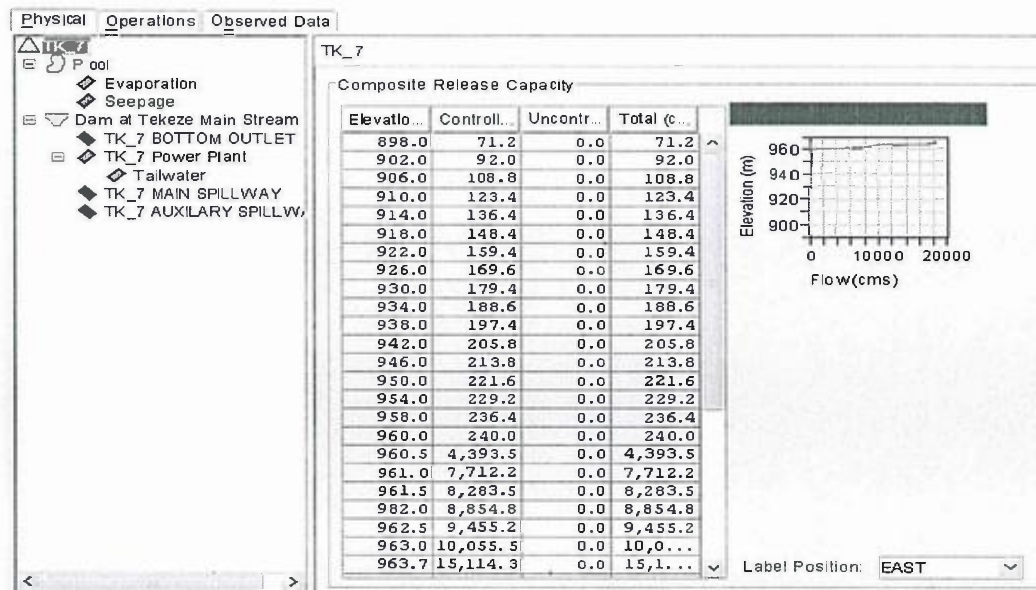 Physical Operations Observed Data
TK_7
Pool
Evaporation
Seepage
Dam at Tekeze Main Stream
TK_7 BOTTOM OUTLET
TK_7 Power Plant
Tailwater
TK_7 MAIN SPILLWAY
TK_7 AUXILARY SPILLW
TK_7
Composite Release Capacity
Elevatio... Controll... Uncontr... Total (c...
898.0 71.2 0.0 71.2
902.0 92.0 0.0 92.0
906.0 108.8 0.0 108.8
910.0 123.4 0.0 123.4
914.0 136.4 0.0 136.4
918.0 148.4 0.0 148.4
922.0 159.4 0.0 159.4
926.0 169.6 0.0 169.6
930.0 179.4 0.0 179.4
934.0 188.6 0.0 188.6
938.0 197.4 0.0 197.4
942.0 205.8 0.0 205.8
946.0 213.8 0.0 213.8
950.0 221.6 0.0 221.6
954.0 229.2 0.0 229.2
958.0 236.4 0.0 236.4
960.0 240.0 0.0 240.0
960.5 4,393.5 0.0 4,393.5
961.0 7,712.2 0.0 7,712.2
961.5 8,283.5 0.0 8,283.5
982.0 8,854.8 0.0 8,854.8
962.5 9,455.2 0.0 9,455.2
963.0 10,055.5 0.0 10,0...
963.7 15,114.3 0.0 15,1...
Elevation (m)
960
940
920
900
0 10000 20000
Flow(cms)
Label Position: EAST